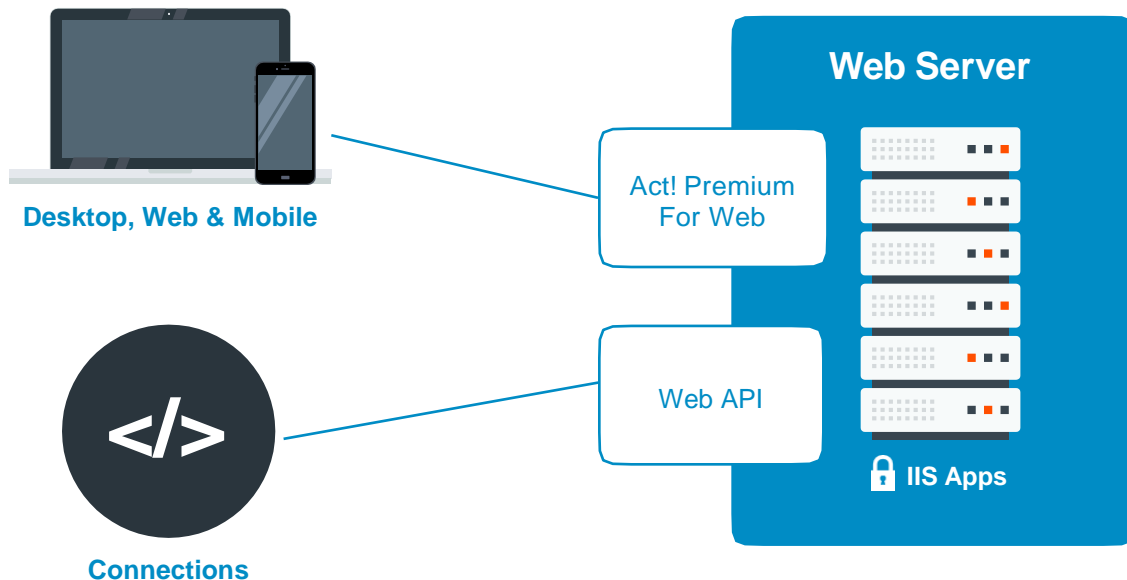 Web Server
Act! Premium
For Web
Desktop, Web & Mobile
Web API
</>
IIS Apps
Connections